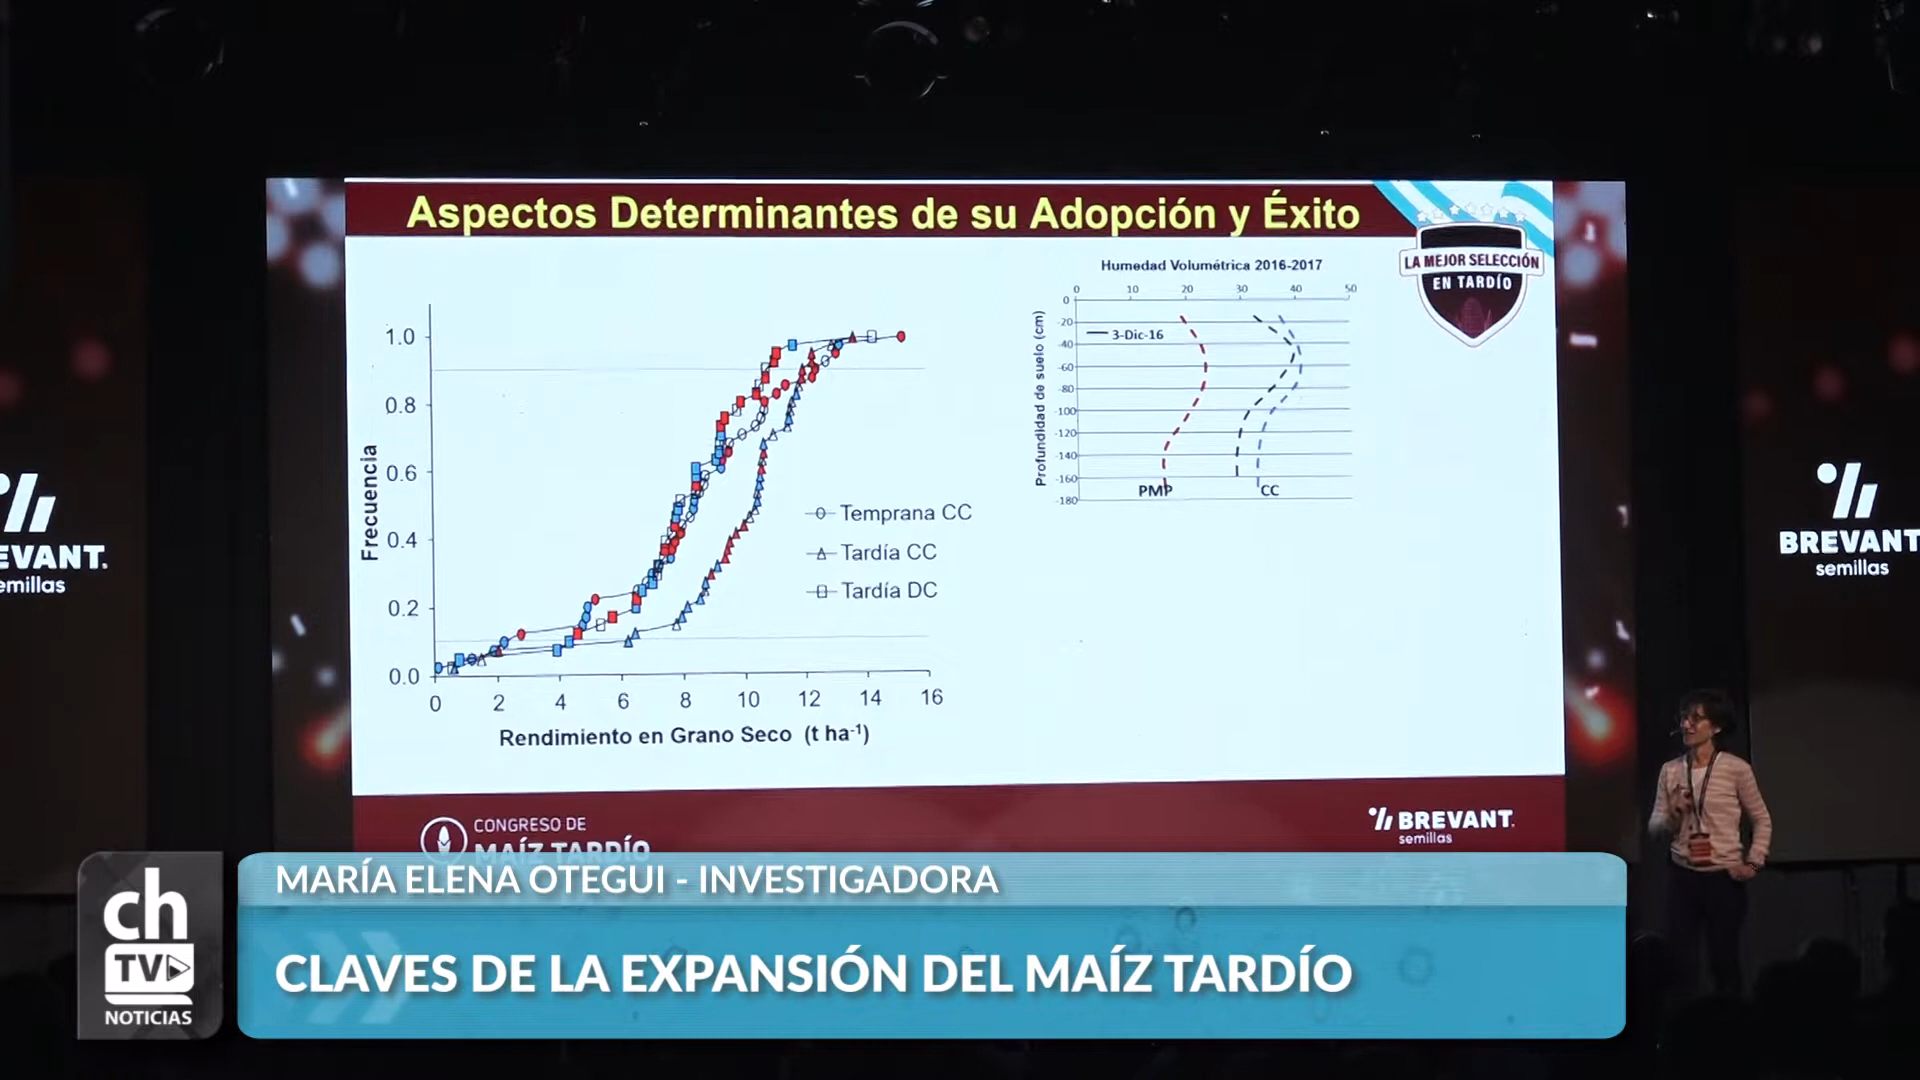 Aspectos Determinantes de su Adopción y Éxito
LA MEJOR SELECCIÓN
EN TARDÍO
Humedad Volumétrica 2016-2017
0 10 20 30 40 50
0
-20
-40
-60
-80
-100
-120
-140
-160
-180
Profundidad de suelo (cm)
3-Dic-16
PMP
CC
1.0
0.8
0.6
0.4
0.2
0.0
Frecuencia
Temprana CC
Tardía CC
Tardía DC
0 2 4 6 8 10 12 14 16
Rendimiento en Grano Seco (t ha-1)
EVANT.
emillas
BREVANT
semillas
CONGRESO DE
MAÍZ TARDÍO
BREVANT.
semillas
MARÍA ELENA OTEGUI - INVESTIGADORA
CLAVES DE LA EXPANSIÓN DEL MAÍZ TARDÍO
ch
TV
NOTICIAS